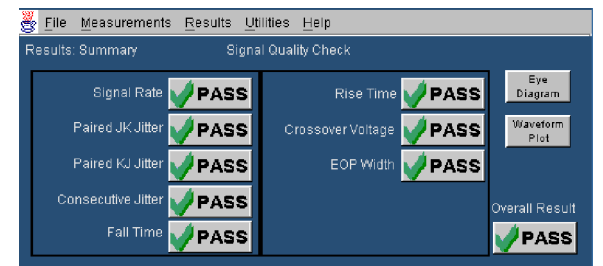 File Measurements Results Utilities Help
Results: Summary Signal Quality Check
Signal Rate PASS
Paired JK Jitter PASS
Paired KJ Jitter PASS
Consecutive Jitter PASS
Fall Time PASS
Rise Time PASS
Crossover Voltage PASS
EOP Width PASS
Eye
Diagram
Waveform
Plot
Overall Result
PASS